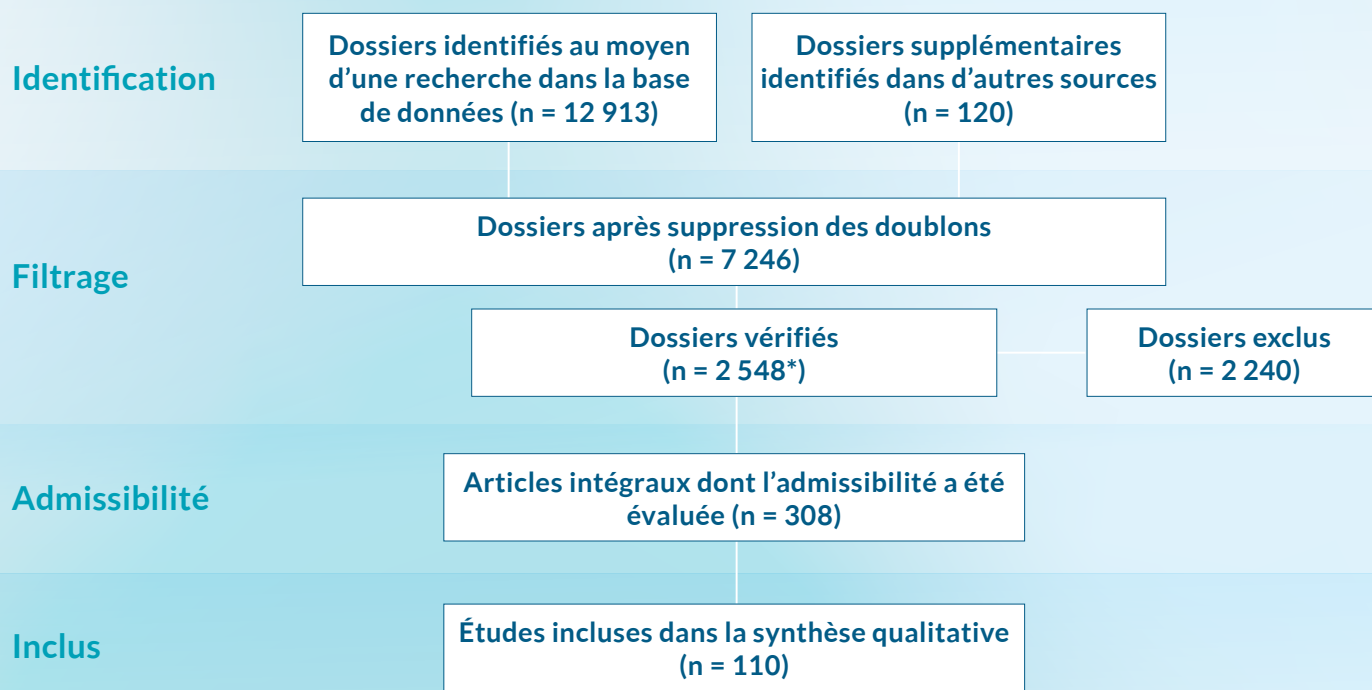 Identification
Dossiers identifiés au moyen
d’une recherche dans la base
de données (n = 12 913)
Dossiers supplémentaires
identifiés dans d’autres sources
(n = 120)
Filtrage
Dossiers après suppression des doublons
(n = 7 246)
Dossiers vérifiés
(n = 2 548*)
Dossiers exclus
(n = 2 240)
Admissibilité
Articles intégraux dont l’admissibilité a été
évaluée (n = 308)
Inclus
Études incluses dans la synthèse qualitative
(n = 110)